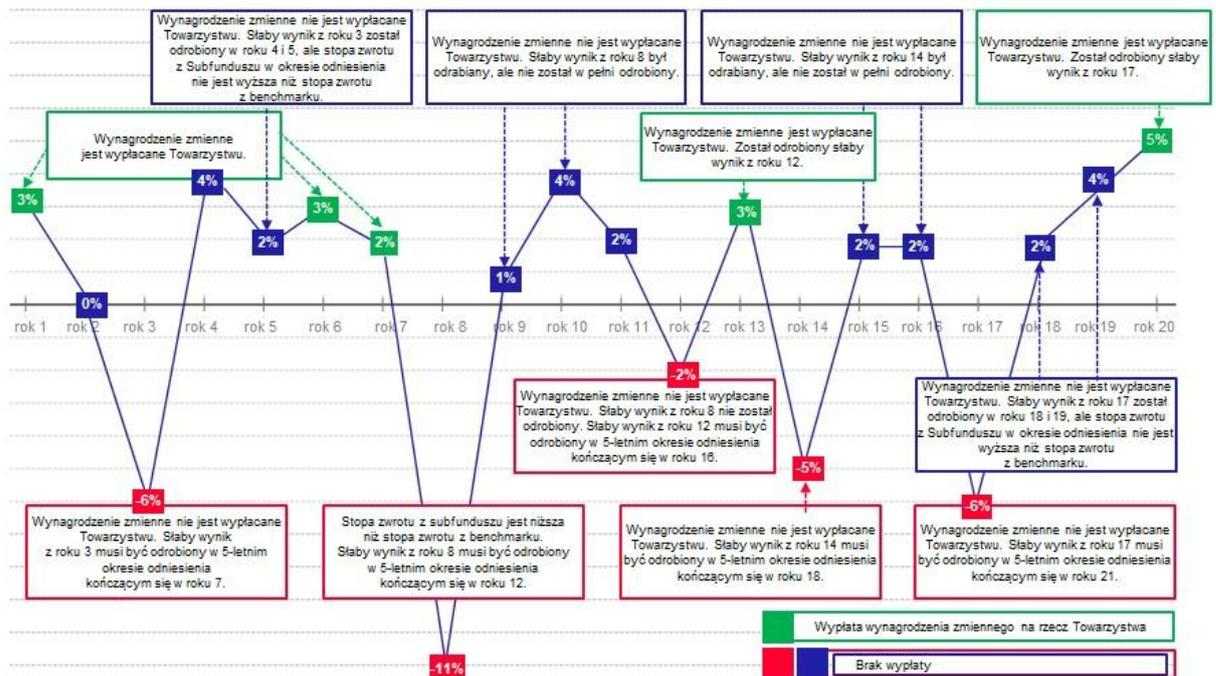 Wynagrodzenie zmienne nie jest wypłacane
Towarzystwu. Słaby wynik z roku 3 został
odrobiony w roku 4 i 5, ale stopa zwrotu
z Subfunduszu w okresie odniesienia
nie jest wyższa niż stopa zwrotu
z benchmarku.
Wynagrodzenie zmienne nie jest wypłacane
Towarzystwu. Słaby wynik z roku 8 był
odrabiany, ale nie został w pełni odrobiony.
Wynagrodzenie zmienne nie jest wypłacane
Towarzystwu. Słaby wynik z roku 14 był
odrabiany, ale nie został w pełni odrobiony.
Wynagrodzenie zmienne jest wypłacane
Towarzystwu. Został odrobiony słaby
wynik z roku 17.
Wynagrodzenie zmienne
jest wypłacane Towarzystwu.
Wynagrodzenie zmienne jest wypłacane
Towarzystwu. Został odrobiony słaby
wynik z roku 12.
3%
0%
-6%
4%
2%
3%
2%
-11%
1%
4%
2%
-2%
3%
-5%
2%
2%
-6%
2%
4%
5%
rok 1
rok 2
rok 3
rok 4
rok 5
rok 6
rok 7
rok 8
rok 9
rok 10
rok 11
rok 12
rok 13
rok 14
rok 15
rok 16
rok 17
rok 18
rok 19
rok 20
Wynagrodzenie zmienne nie jest wypłacane
Towarzystwu. Słaby wynik z roku 8 nie został
odrobiony. Słaby wynik z roku 12 musi być
odrobiony w 5-letnim okresie odniesienia
kończącym się w roku 16.
Wynagrodzenie zmienne nie jest wypłacane
Towarzystwu. Słaby wynik z roku 17 został
odrobiony w roku 18 i 19, ale stopa zwrotu
z Subfunduszu w okresie odniesienia nie jest
wyższa niż stopa zwrotu
z benchmarku.
Wynagrodzenie zmienne nie jest wypłacane
Towarzystwu. Słaby wynik
z roku 3 musi być odrobiony w 5-letnim
okresie odniesienia
kończącym się w roku 7.
Stopa zwrotu z subfunduszu jest niższa
niż stopa zwrotu z benchmarku.
Słaby wynik z roku 8 musi być odrobiony
w 5-letnim okresie odniesienia
kończącym się w roku 12.
Wynagrodzenie zmienne nie jest wypłacane
Towarzystwu. Słaby wynik z roku 14 musi
być odrobiony w 5-letnim okresie odniesienia
kończącym się w roku 18.
Wynagrodzenie zmienne nie jest wypłacane
Towarzystwu. Słaby wynik z roku 17 musi
być odrobiony w 5-letnim okresie odniesienia
kończącym się w roku 21.
Wypłata wynagrodzenia zmiennego na rzecz Towarzystwa
Brak wypłaty